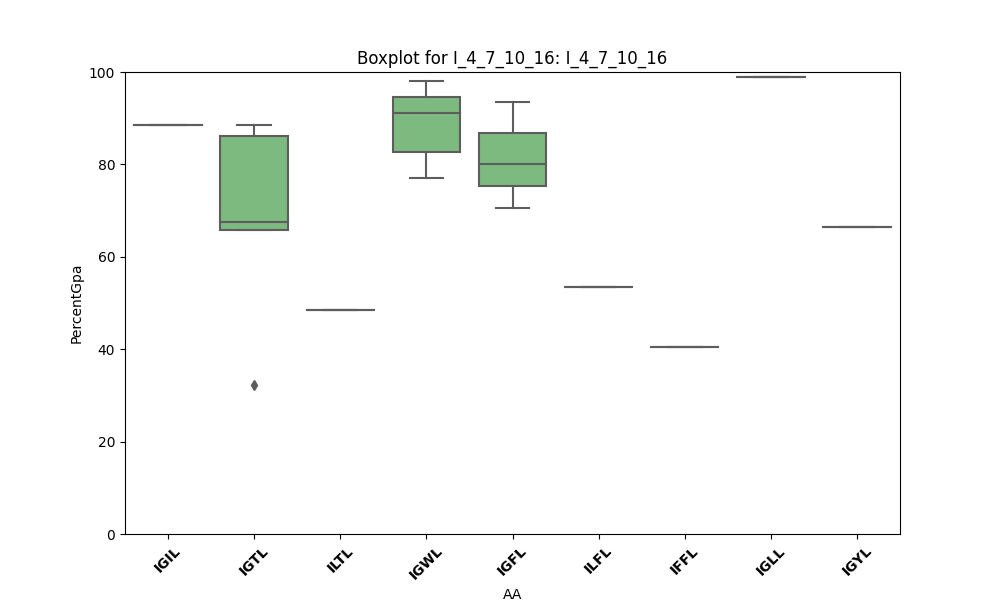 Boxplot for I_4_7_10_16: I_4_7_10_16
100
80
60
40
20
0
PercentGpa
IGIL IGTL ILTL IGWL IGFL ILFL IFFL IGLL IGYL
AA